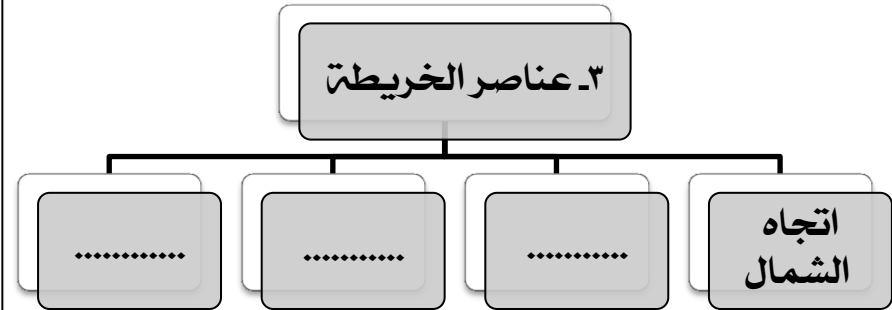 ٣ـ عناصر الخريطة
اتجاه
الشمال
...........
...........
............